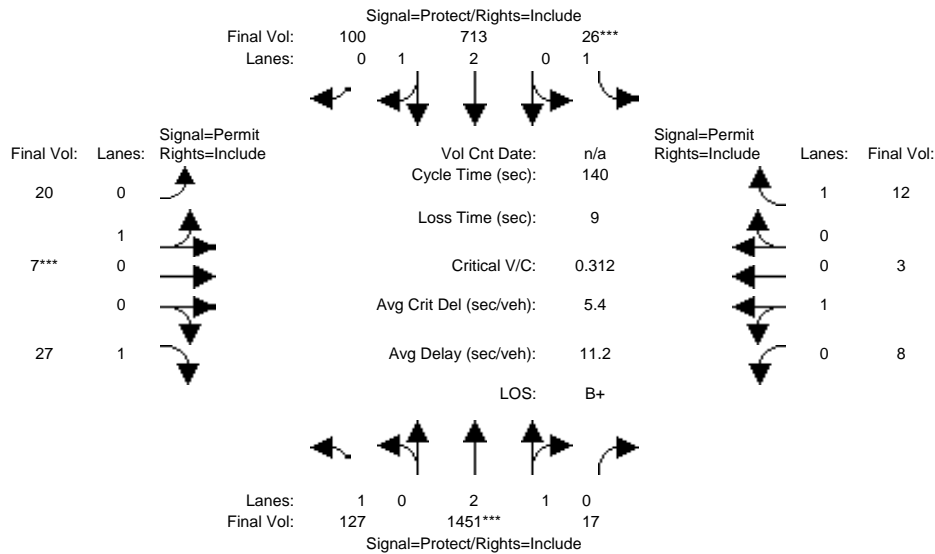 Signal=Protect/Rights=Include
Final Vol: 100 713 26***
Lanes: 0 1 2 0 1
Signal=Permit Signal=Permit
Final Vol: Lanes: Rights=Include Vol Cnt Date: n/a Rights=Include Lanes: Final Vol:
Cycle Time (sec): 140
20 0 1 12
Loss Time (sec): 9
1 0
7*** 0 Critical V/C: 0.312 0 3
0 Avg Crit Del (sec/veh): 5.4 1
27 1 Avg Delay (sec/veh): 11.2 0 8
LOS: B+
Lanes: 1 0 2 1 0
Final Vol: 127 1451*** 17
Signal=Protect/Rights=Include